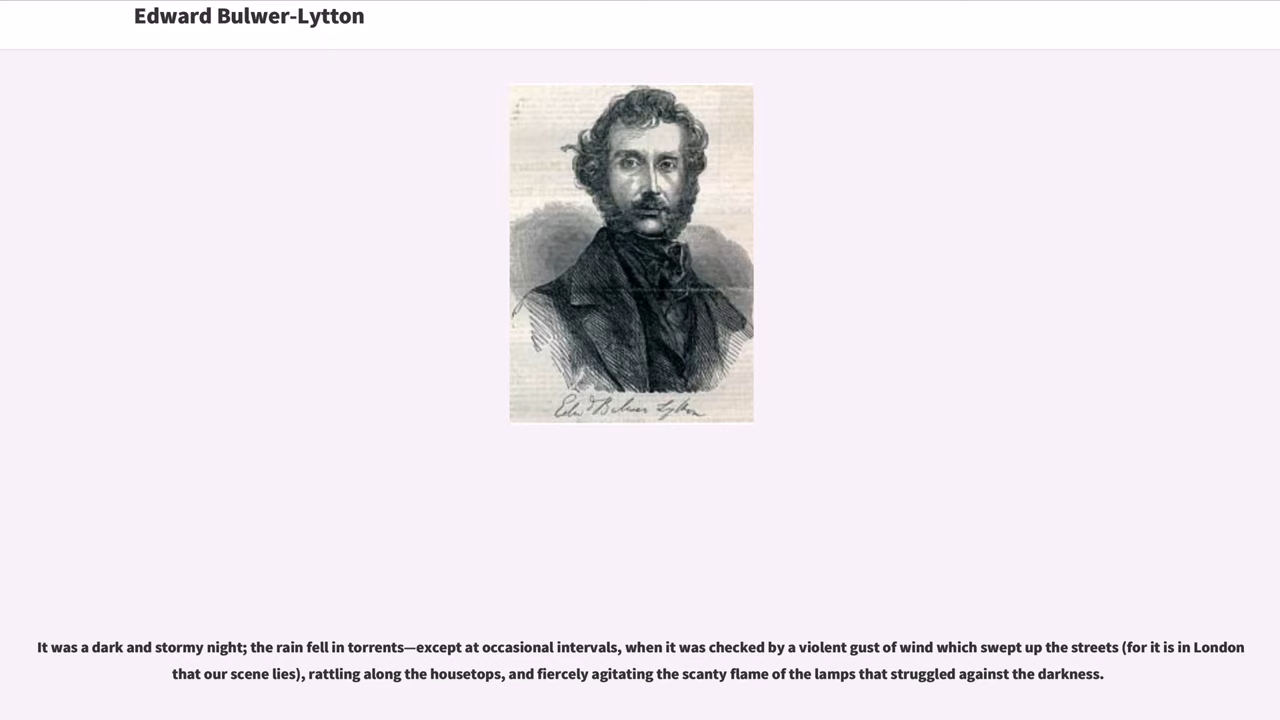 Edward Bulwer-Lytton
Edwd Bulwer Lytton
It was a dark and stormy night; the rain fell in torrents—except at occasional intervals, when it was checked by a violent gust of wind which swept up the streets (for it is in London
that our scene lies), rattling along the housetops, and fiercely agitating the scanty flame of the lamps that struggled against the darkness.